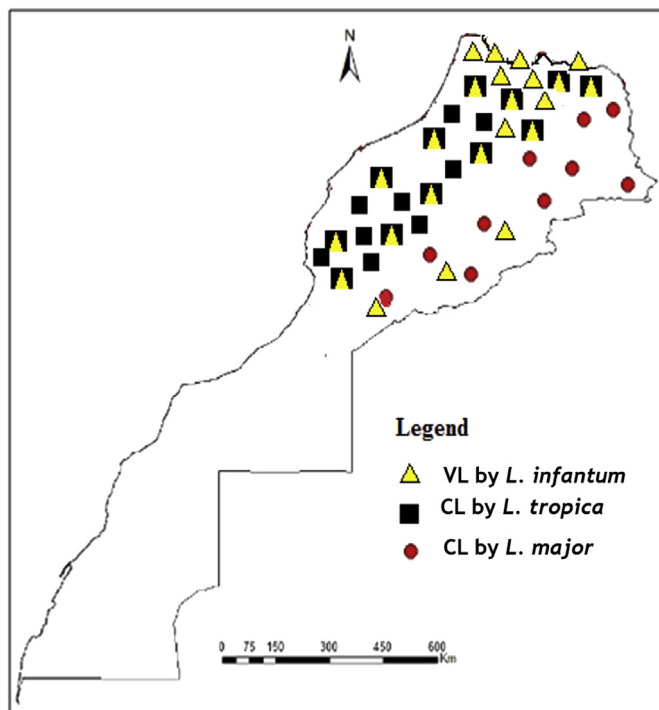 N
Legend
VL by L. infantum
CL by L. tropica
CL by L. major
0 75 150 300 450 600
Km